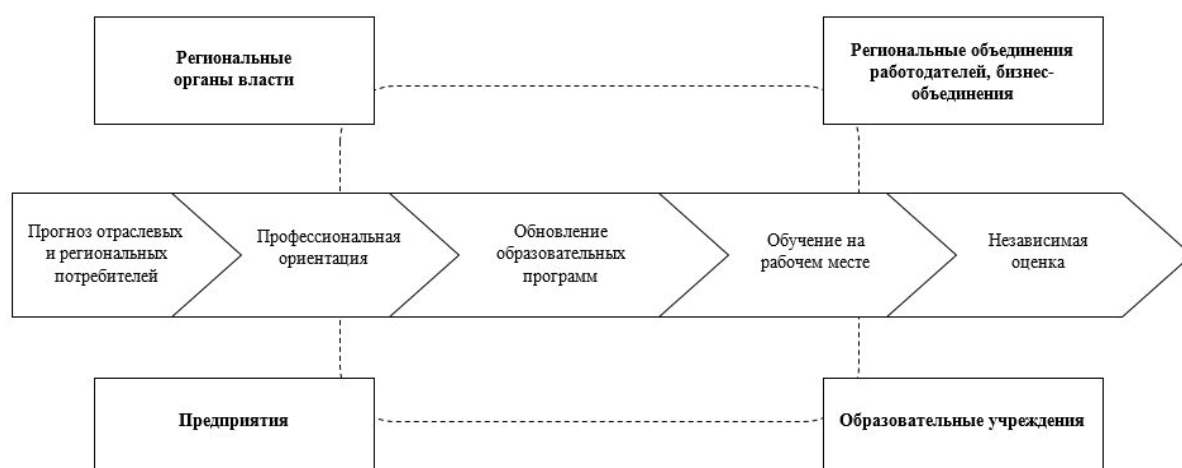 Региональные
органы власти
Региональные объединения
работодателей, бизнес-
объединения
Прогноз отраслевых
и региональных
потребителей
Профессиональная
ориентация
Обновление
образовательных
программ
Обучение на
рабочем месте
Независимая
оценка
Предприятия
Образовательные учреждения